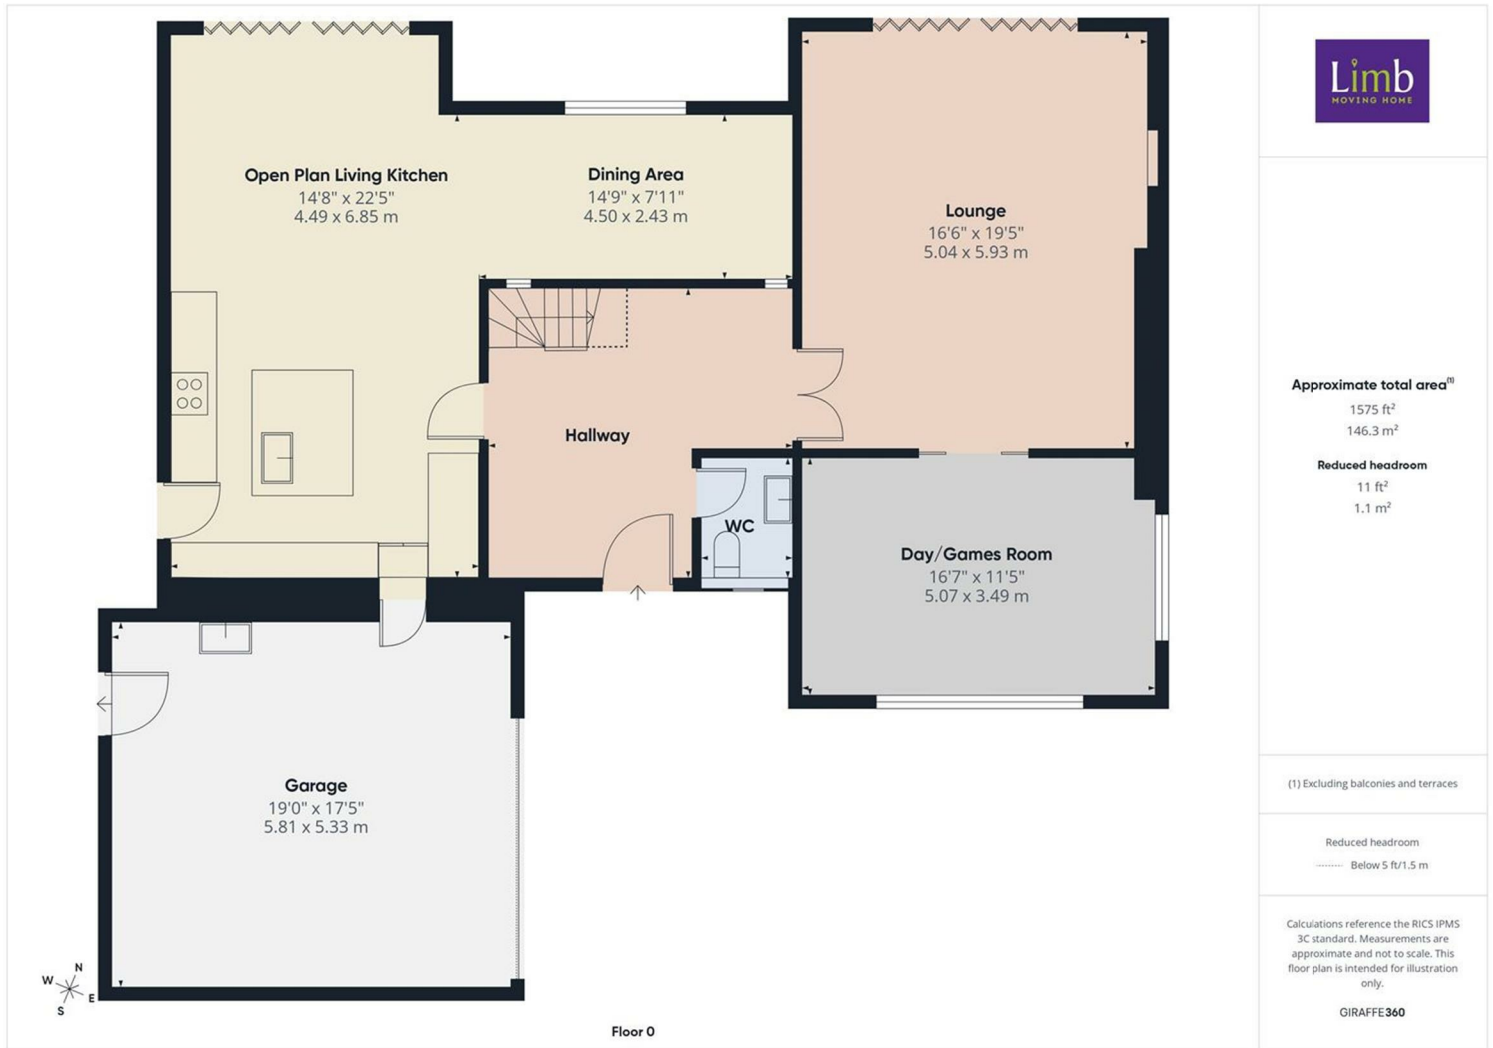 Open Plan Living Kitchen
14'8" x 22'5"
4.49 x 6.85 m
Dining Area
14'9" x 7'11"
4.50 x 2.43 m
Lounge
16'6" x 19'5"
5.04 x 5.93 m
Hallway
WC
Day/Games Room
16'7" x 11'5"
5.07 x 3.49 m
Garage
19'0" x 17'5"
5.81 x 5.33 m
N
W
E
S
Floor 0
Limb
MOVING HOME
Approximate total area(1)
1575 ft²
146.3 m²
Reduced headroom
11 ft²
1.1 m²
(1) Excluding balconies and terraces
Reduced headroom
Below 5 ft/1.5 m
Calculations reference the RICS IPMS
3C standard. Measurements are
approximate and not to scale. This
floor plan is intended for illustration
only.
GIRAFFE360